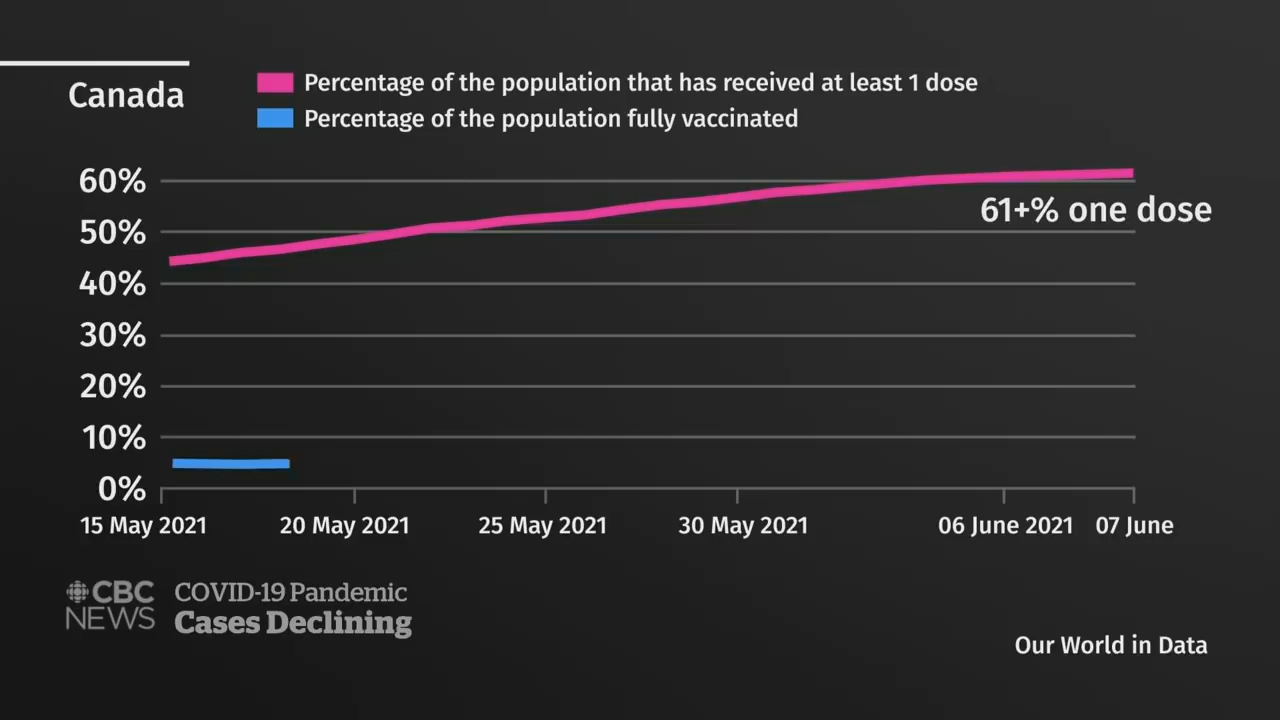 Canada
Percentage of the population that has received at least 1 dose
Percentage of the population fully vaccinated
60%
61+% one dose
50%
40%
30%
20%
10%
0%
15 May 2021 20 May 2021 25 May 2021 30 May 2021 06 June 2021 07 June
CBC NEWS
COVID-19 Pandemic
Cases Declining
Our World in Data